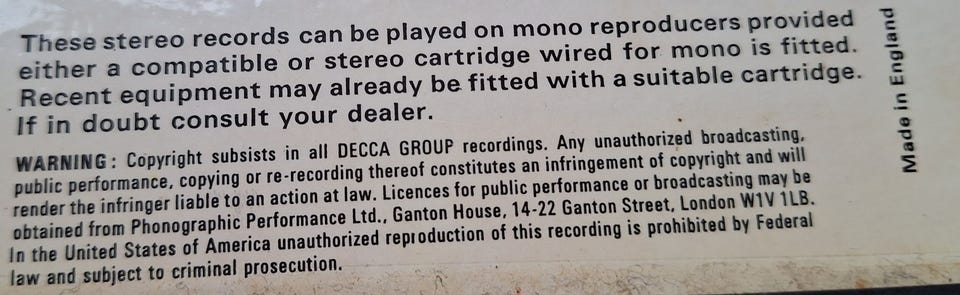 These stereo records can be played on mono reproducers provided
either a compatible or stereo cartridge wired for mono is fitted.
Recent equipment may already be fitted with a suitable cartridge.
If in doubt consult your dealer.
WARNING: Copyright subsists in all DECCA GROUP recordings. Any unauthorized broadcasting,
public performance, copying or re-recording thereof constitutes an infringement of copyright and will
render the infringer liable to an action at law. Licences for public performance or broadcasting may be
obtained from Phonographic Performance Ltd., Ganton House, 14-22 Ganton Street, London W1V 1LB.
In the United States of America unauthorized reproduction of this recording is prohibited by Federal
law and subject to criminal prosecution.
Made in England